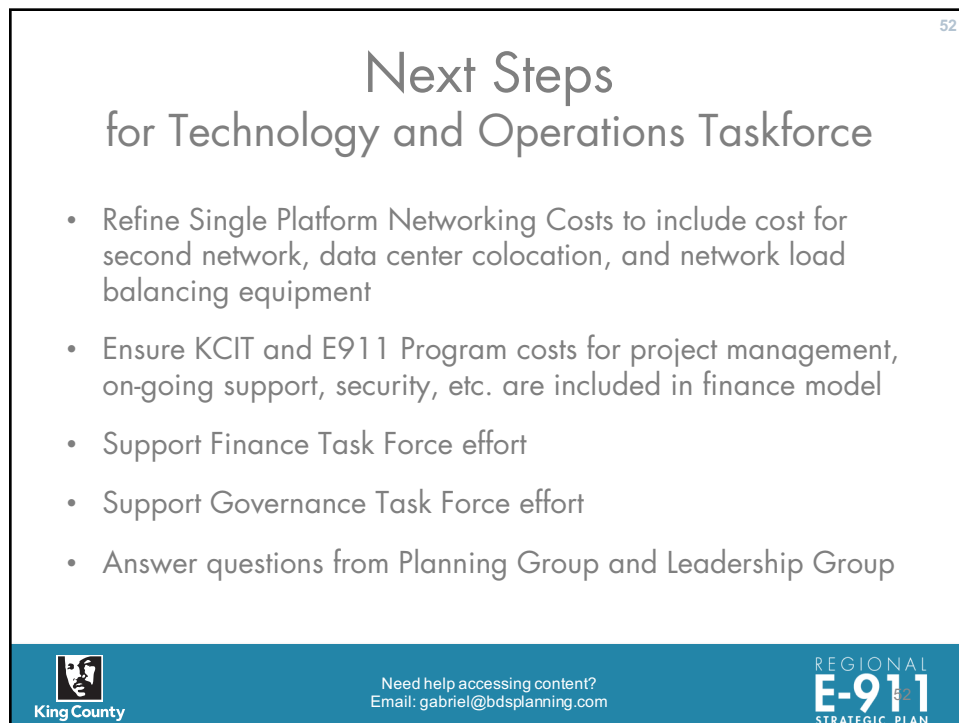 52
Next Steps
for Technology and Operations Taskforce
• Refine Single Platform Networking Costs to include cost for
second network, data center colocation, and network load
balancing equipment
• Ensure KCIT and E911 Program costs for project management,
on-going support, security, etc. are included in finance model
• Support Finance Task Force effort
• Support Governance Task Force effort
• Answer questions from Planning Group and Leadership Group
King County
Need help accessing content?
Email: gabriel@bdsplanning.com
REGIONAL
E-911
52
STRATEGIC PLAN